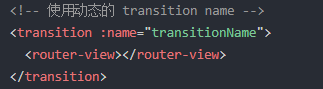 <!-- 使用动态的 transition name -->
<transition :name="transitionName">
  <router-view></router-view>
</transition>